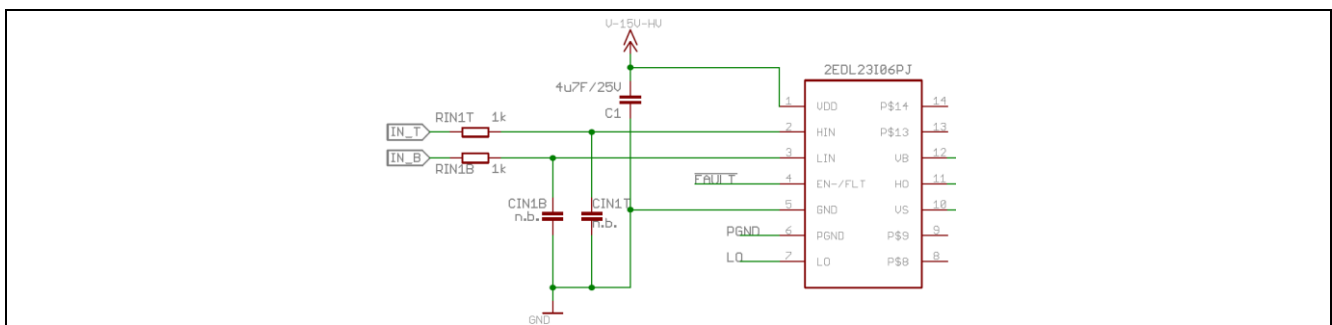 V-15V-HV
2EDL23I06PJ
4u7F/25V
C1
1 VDD P$14 14
RIN1T 1k
IN_T
2 HIN P$13 13
IN_B
3 LIN VB 12
RIN1B 1k
FAULT
4 EN-/FLT HO 11
CIN1B
n.b.
CIN1T
n.b.
5 GND VS 10
PGND
6 PGND P$9 9
LO
7 LO P$8 8
GND